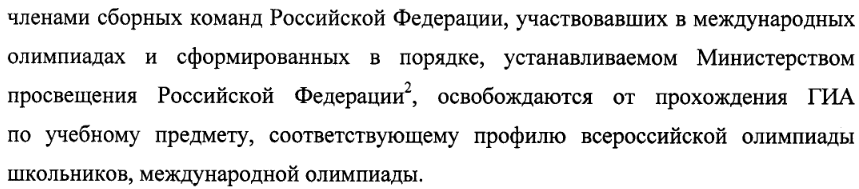 членами сборных команд Российской Федерации, участвовавших в международных
олимпиадах и сформированных в порядке, устанавливаемом Министерством
просвещения Российской Федерации², освобождаются от прохождения ГИА
по учебному предмету, соответствующему профилю всероссийской олимпиады
школьников, международной олимпиады.